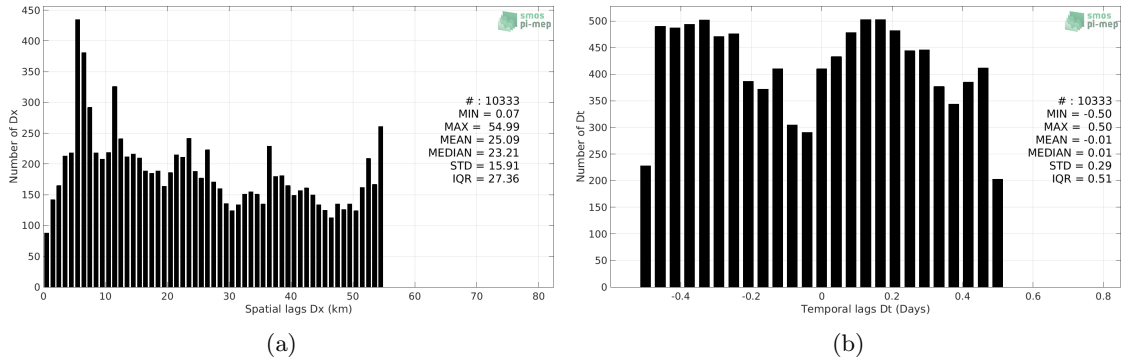 450
400
350
300
250
200
150
100
50
0
Number of Dx
0 10 20 30 40 50 60 70 80
Spatial lags Dx (km)
smos
pi-mep
# : 10333
MIN = 0.07
MAX = 54.99
MEAN = 25.09
MEDIAN = 23.21
STD = 15.91
IQR = 27.36
(a)
500
450
400
350
300
250
200
150
100
50
0
Number of Dt
-0.4 -0.2 0 0.2 0.4 0.6 0.8
Temporal lags Dt (Days)
smos
pi-mep
# : 10333
MIN = -0.50
MAX = 0.50
MEAN = -0.01
MEDIAN = 0.01
STD = 0.29
IQR = 0.51
(b)